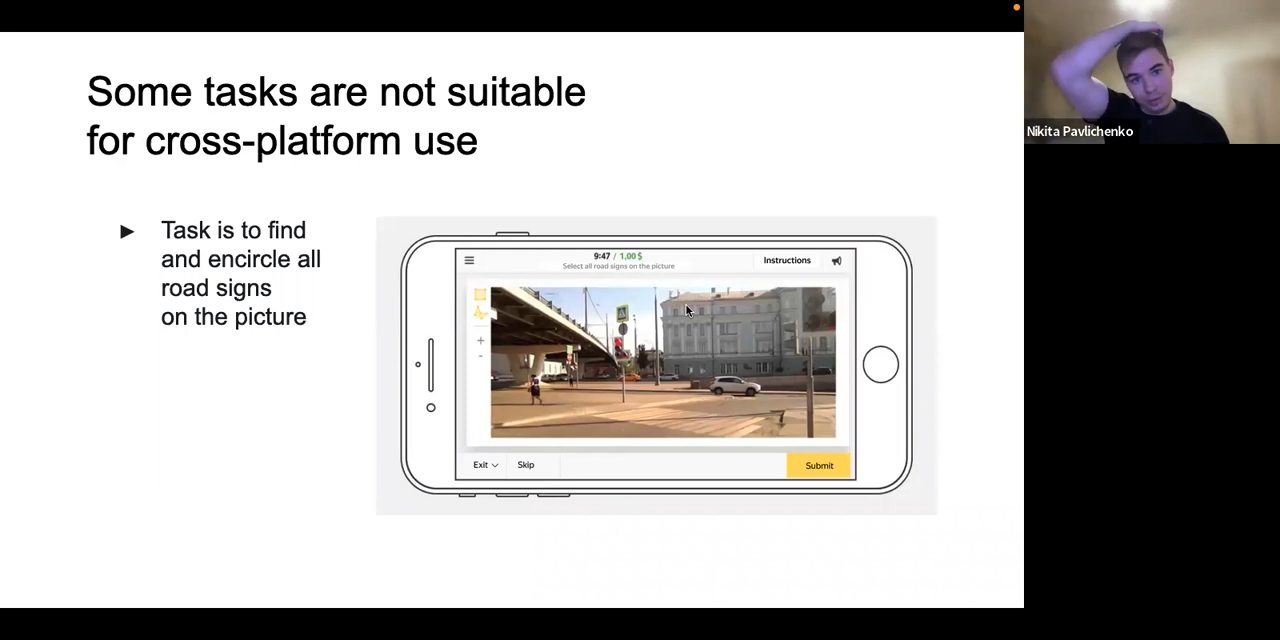 Some tasks are not suitable
for cross-platform use
► Task is to find
and encircle all
road signs
on the picture
9:47 / 1,00 $
Select all road signs on the picture
Instructions
+
-
Exit
Skip
Submit
Nikita Pavlichenko